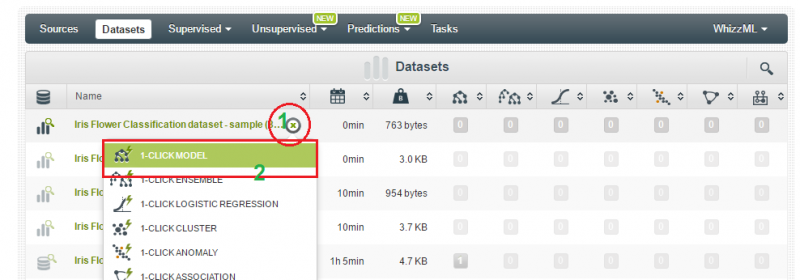 NEW NEW
Sources Datasets Supervised Unsupervised Predictions Tasks WhizzML
Datasets
Name
Iris Flower Classification dataset - sample (8... 1 0min 763 bytes 0 0 0 0 0 0 0
Iris Flo 1-CLICK MODEL 0min 3.0 KB 0 0 0 0 0 0 0
2
1-CLICK ENSEMBLE
Iris Flo 10min 954 bytes 0 0 0 0 0 0 0
1-CLICK LOGISTIC REGRESSION
Iris Flo 1-CLICK CLUSTER 10min 3.7 KB 0 0 0 0 0 0 0
1-CLICK ANOMALY
Iris Flo 1h 5min 4.7 KB 1 0 0 0 0 0 0
1-CLICK ASSOCIATION